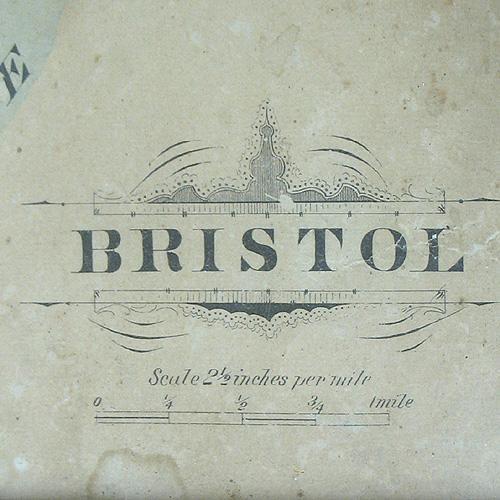 E
BRISTOL
Scale 2½ inches per mile
0 ¼ ½ ¾ 1mile